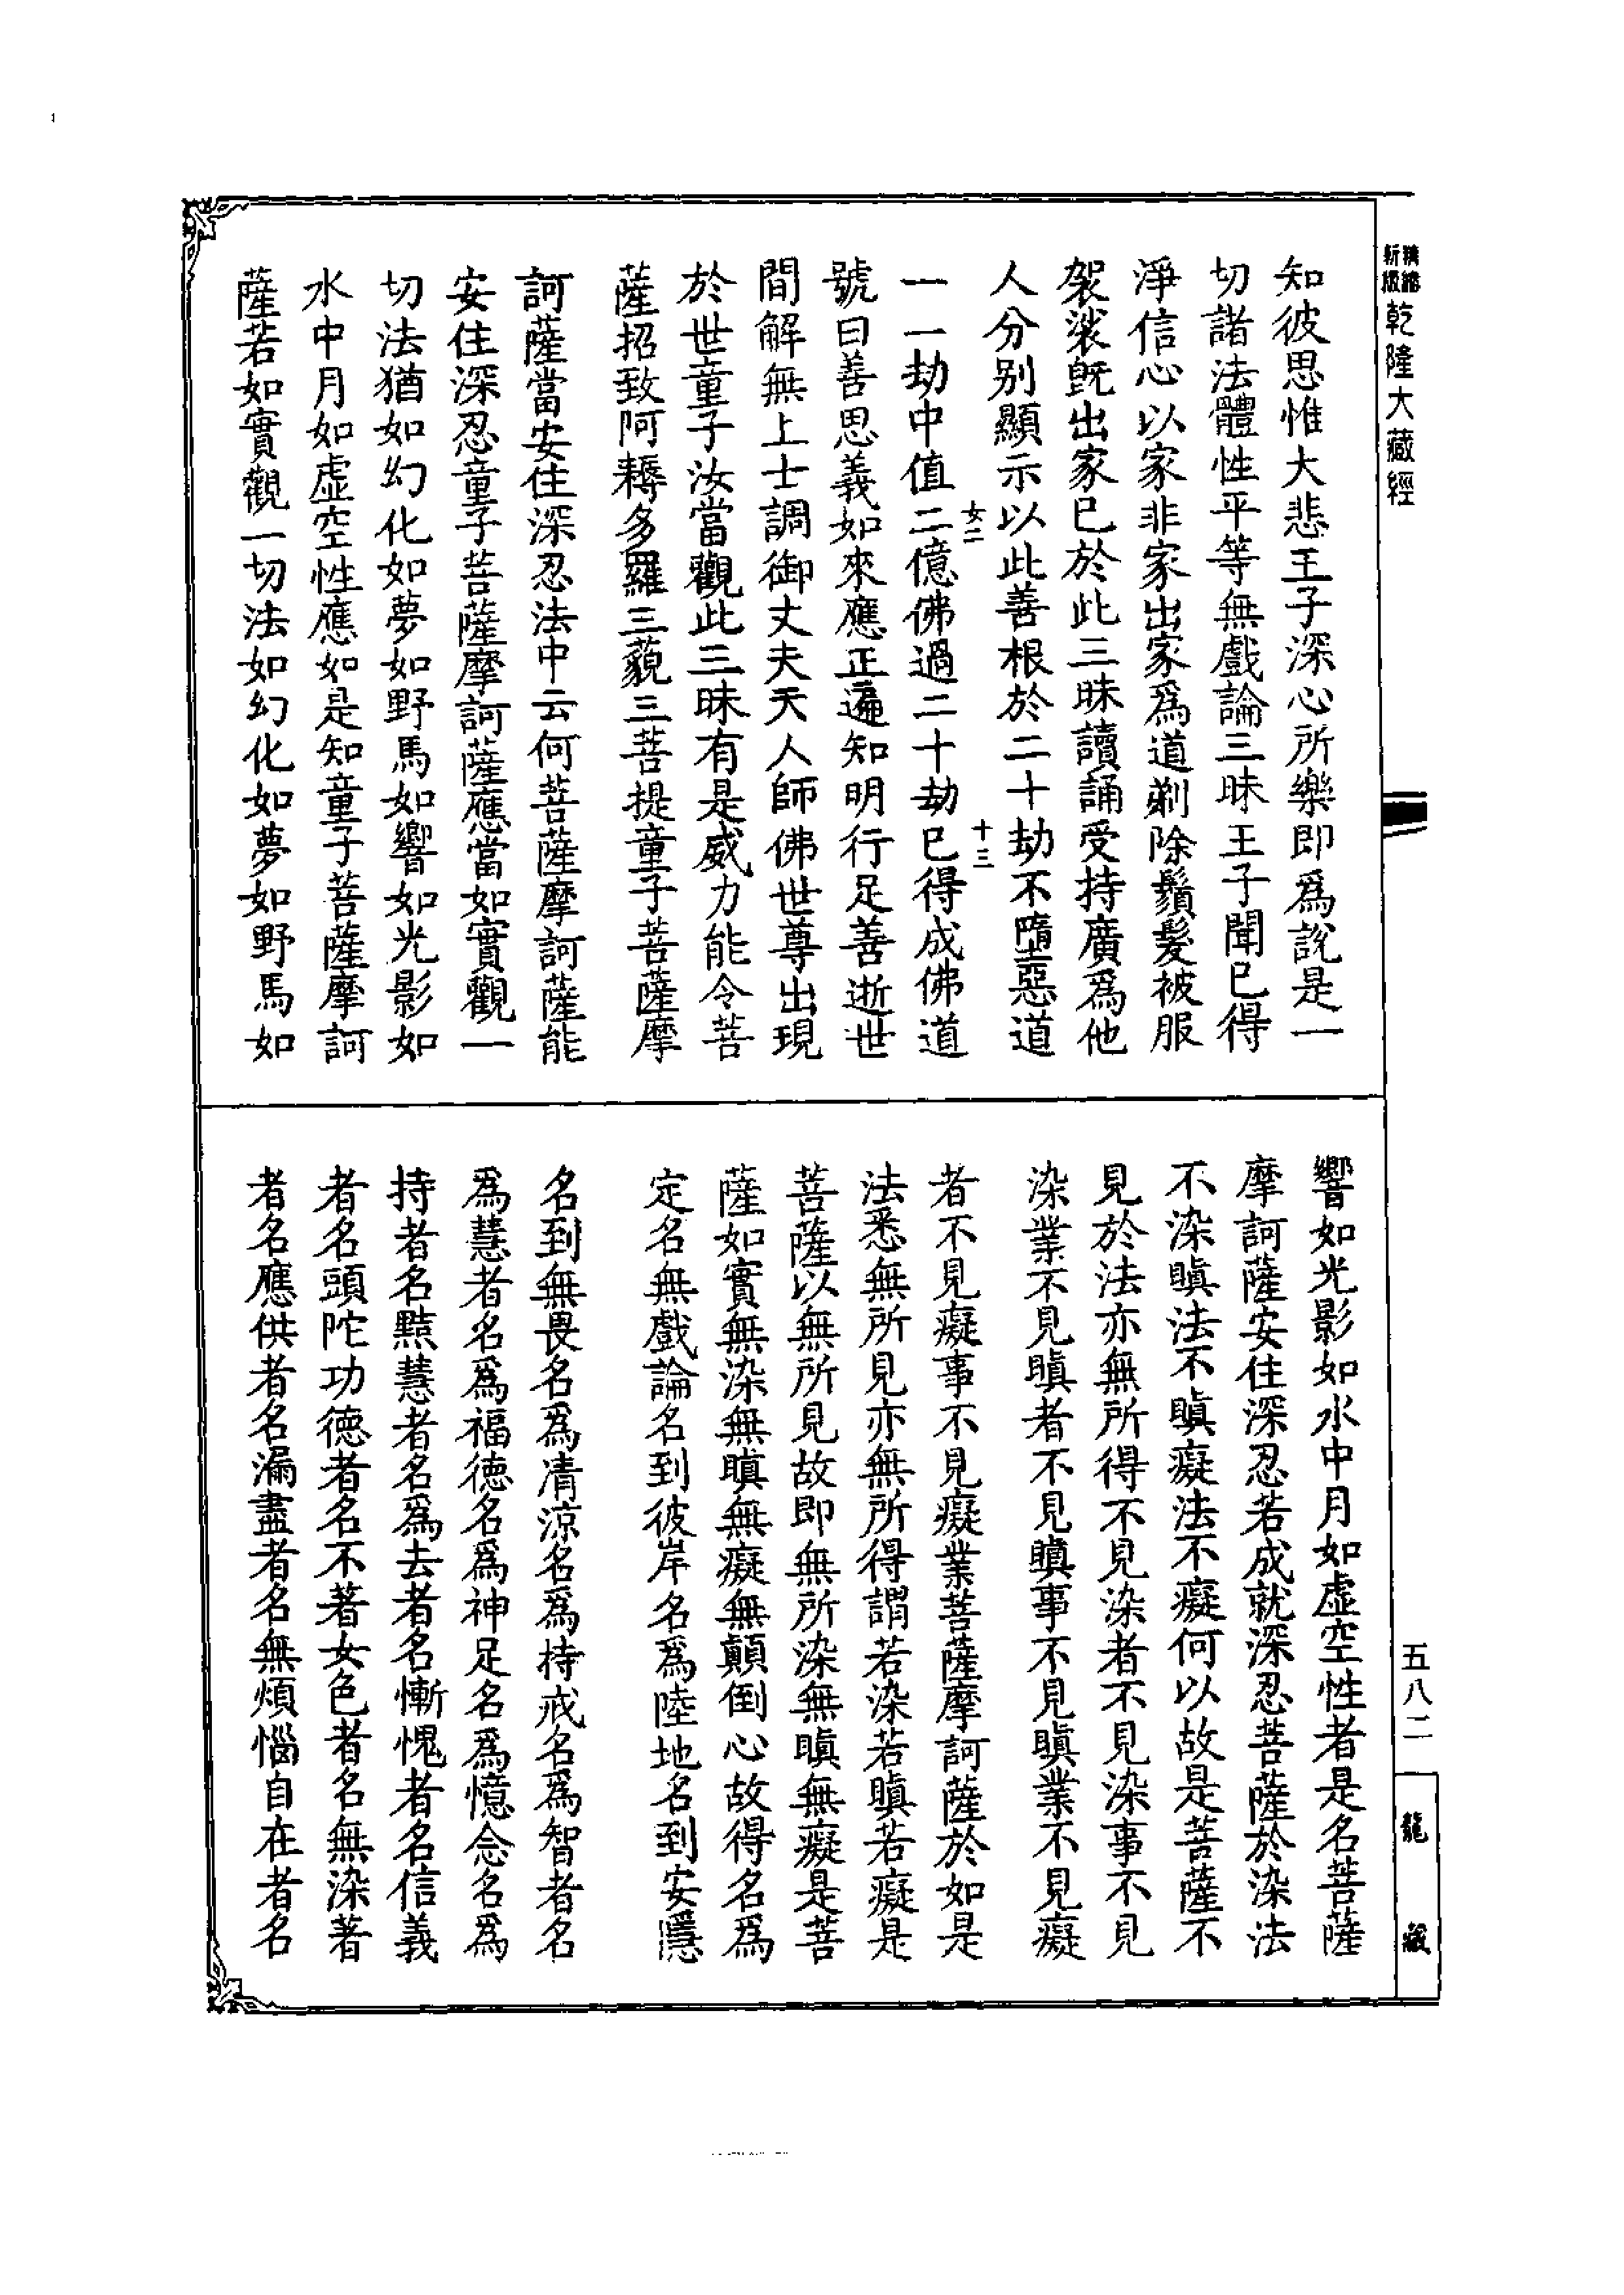 精縮
新版
乾隆大藏經
知彼思惟大悲王子深心所樂即爲說是一
切諸法體性平等無戲論三昧王子聞已得
淨信心以家非家出家爲道剃除鬚髮被服
袈裟旣出家已於此三昧讀誦受持廣爲他
人分别顯示以此善根於二十劫不墮惡道
女二
十三
一一劫中值二億佛過二十劫已得成佛道
號曰善思義如來應正遍知明行足善逝世
間解無上士調御丈夫天人師佛世尊出現
於世童子汝當觀此三昧有是威力能令菩
薩招致阿耨多羅三藐三菩提童子菩薩摩
訶薩當安住深忍法中云何菩薩摩訶薩能
安住深忍童子菩薩摩訶薩應當如實觀一
切法猶如幻化如夢如野馬如響如光影如
水中月如虛空性應如是知童子菩薩摩訶
薩若如實觀一切法如幻化如夢如野馬如
響如光影如水中月如虛空性者是名菩薩
摩訶薩安住深忍若成就深忍菩薩於染法
不染瞋法不瞋癡法不癡何以故是菩薩不
見於法亦無所得不見染者不見染事不見
染業不見瞋者不見瞋事不見瞋業不見癡
者不見癡事不見癡業菩薩摩訶薩於如是
法悉無所見亦無所得謂若染若瞋若癡是
菩薩以無所見故即無所染無瞋無癡是菩
薩如實無染無瞋無癡無顛倒心故得名爲
定名無戲論名到彼岸名爲陸地名到安隱
名到無畏名爲清涼名爲持戒名爲智者名
爲慧者名爲福德名爲神足名爲憶念名爲
持者名黠慧者名爲去者名慚愧者名信義
者名頭陀功德者名不著女色者名無染著
者名應供者名漏盡者名無煩惱自在者名
五八二
龍藏